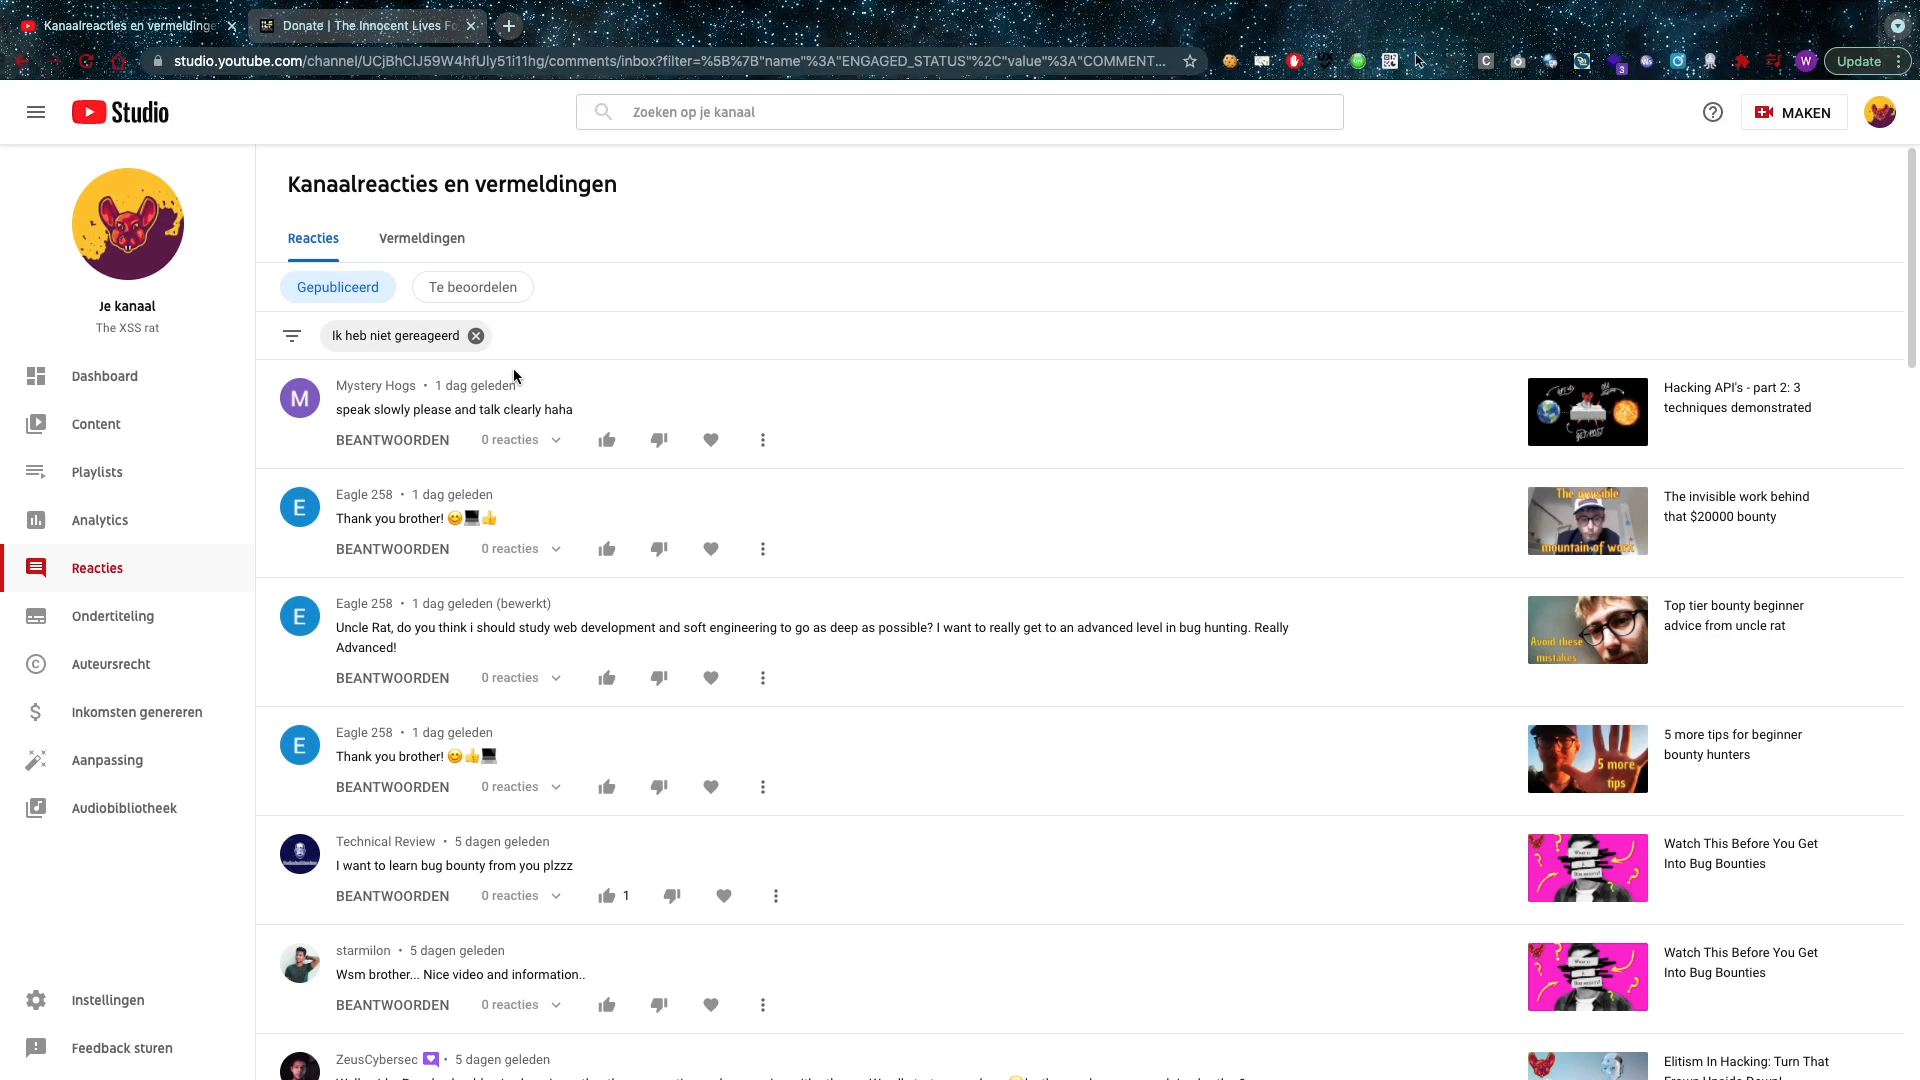 Kanaalreacties en vermeldinge
Donate | The Innocent Lives Fo
studio.youtube.com/channel/UCjBhClJ59W4hfUly51i11hg/comments/inbox?filter=%5B%7B"name"%3A"ENGAGED_STATUS"%2C"value"%3A"COMMENT...
3
W
Update
Studio
Zoeken op je kanaal
MAKEN
Kanaalreacties en vermeldingen
Reacties
Vermeldingen
Gepubliceerd
Te beoordelen
Ik heb niet gereageerd
Je kanaal
The XSS rat
Dashboard
Content
Playlists
Analytics
Reacties
Ondertiteling
Auteursrecht
Inkomsten genereren
Aanpassing
Audiobibliotheek
Instellingen
Feedback sturen
M
Mystery Hogs • 1 dag geleden
speak slowly please and talk clearly haha
BEANTWOORDEN 0 reacties
Hacking API's - part 2: 3
techniques demonstrated
E
Eagle 258 • 1 dag geleden
Thank you brother! 😊💻👍
BEANTWOORDEN 0 reacties
The invisible
mountain of work
The invisible work behind
that $20000 bounty
E
Eagle 258 • 1 dag geleden (bewerkt)
Uncle Rat, do you think i should study web development and soft engineering to go as deep as possible? I want to really get to an advanced level in bug hunting. Really
Advanced!
BEANTWOORDEN 0 reacties
Avoid these
mistakes
Top tier bounty beginner
advice from uncle rat
E
Eagle 258 • 1 dag geleden
Thank you brother! 😊👍💻
BEANTWOORDEN 0 reacties
5 more
tips
5 more tips for beginner
bounty hunters
Technical Review • 5 dagen geleden
I want to learn bug bounty from you plzzz
BEANTWOORDEN 0 reacties 1
Watch This Before You Get
Into Bug Bounties
starmilon • 5 dagen geleden
Wsm brother... Nice video and information..
BEANTWOORDEN 0 reacties
Watch This Before You Get
Into Bug Bounties
ZeusCybersec • 5 dagen geleden
Elitism In Hacking: Turn That